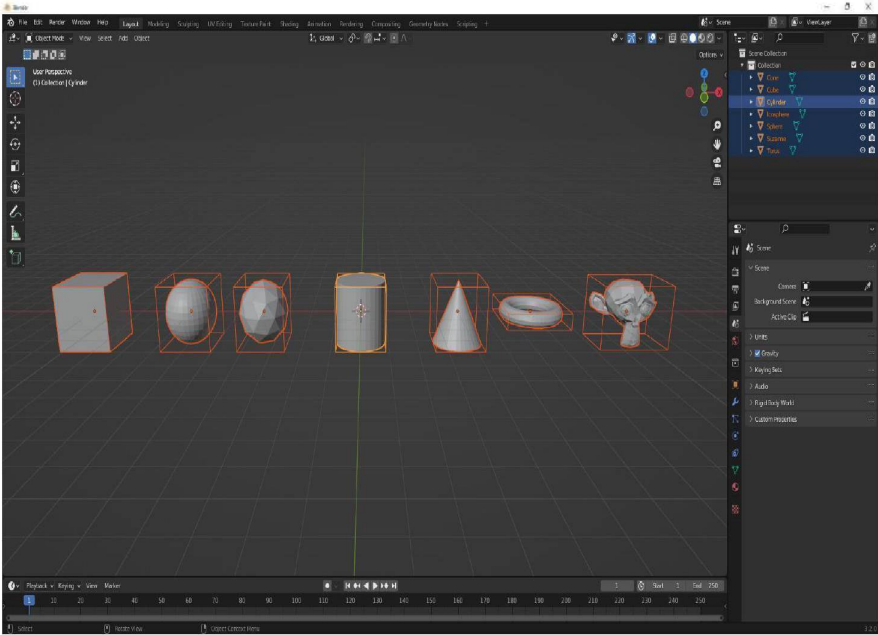 Blender
File Edit Render Window Help Layout Modeling Sculpting UV Editing Texture Paint Shading Animation Rendering Compositing Geometry Nodes Scripting + Scene ViewLayer
Object Mode View Select Add Object Global
Options
User Perspective
(1) Collection | Cylinder
X
Scene Collection
Collection
Cone
Cube
Cylinder
Icosphere
Sphere
Suzanne
Torus
Scene
Scene
Camera
Background Scene
Active Clip
Units
Gravity
Keying Sets
Audio
Rigid Body World
Custom Properties
Playback Keying View Marker 1 Start 1 End 250
1 10 20 30 40 50 60 70 80 90 100 110 120 130 140 150 160 170 180 190 200 210 220 230 240 250
Select Rotate View Object Context Menu 3.2.0